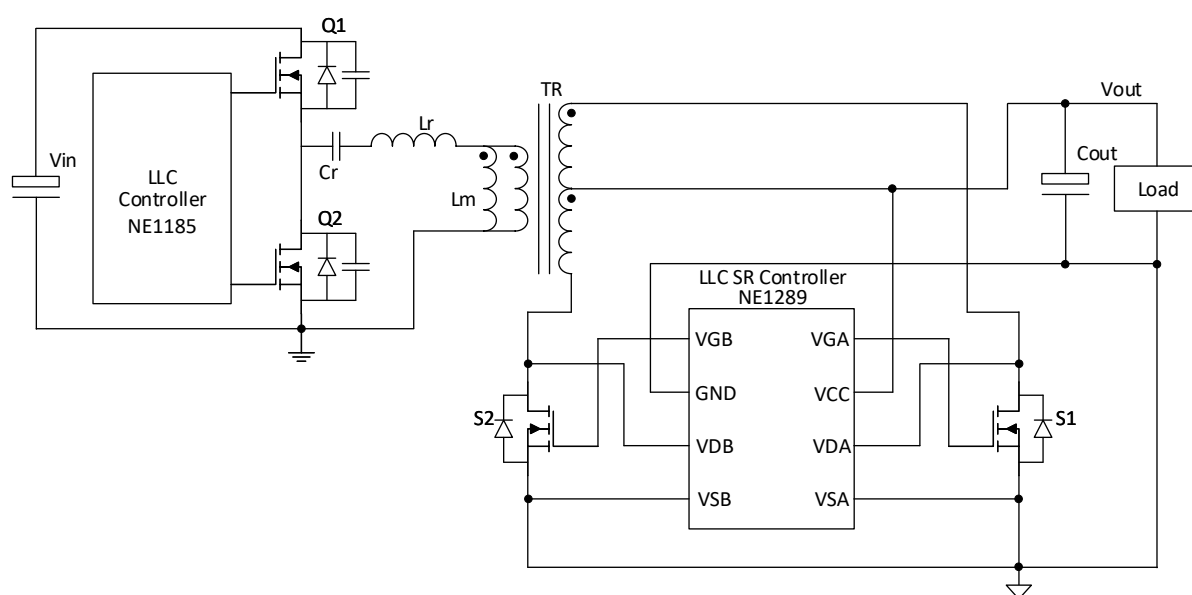 Q1
TR
Vout
Lr
Vin
Cr
Cout
LLC
Controller
NE1185
Lm
Load
Q2
LLC SR Controller
NE1289
VGB
VGA
GND
VCC
S2
S1
VDB
VDA
VSB
VSA